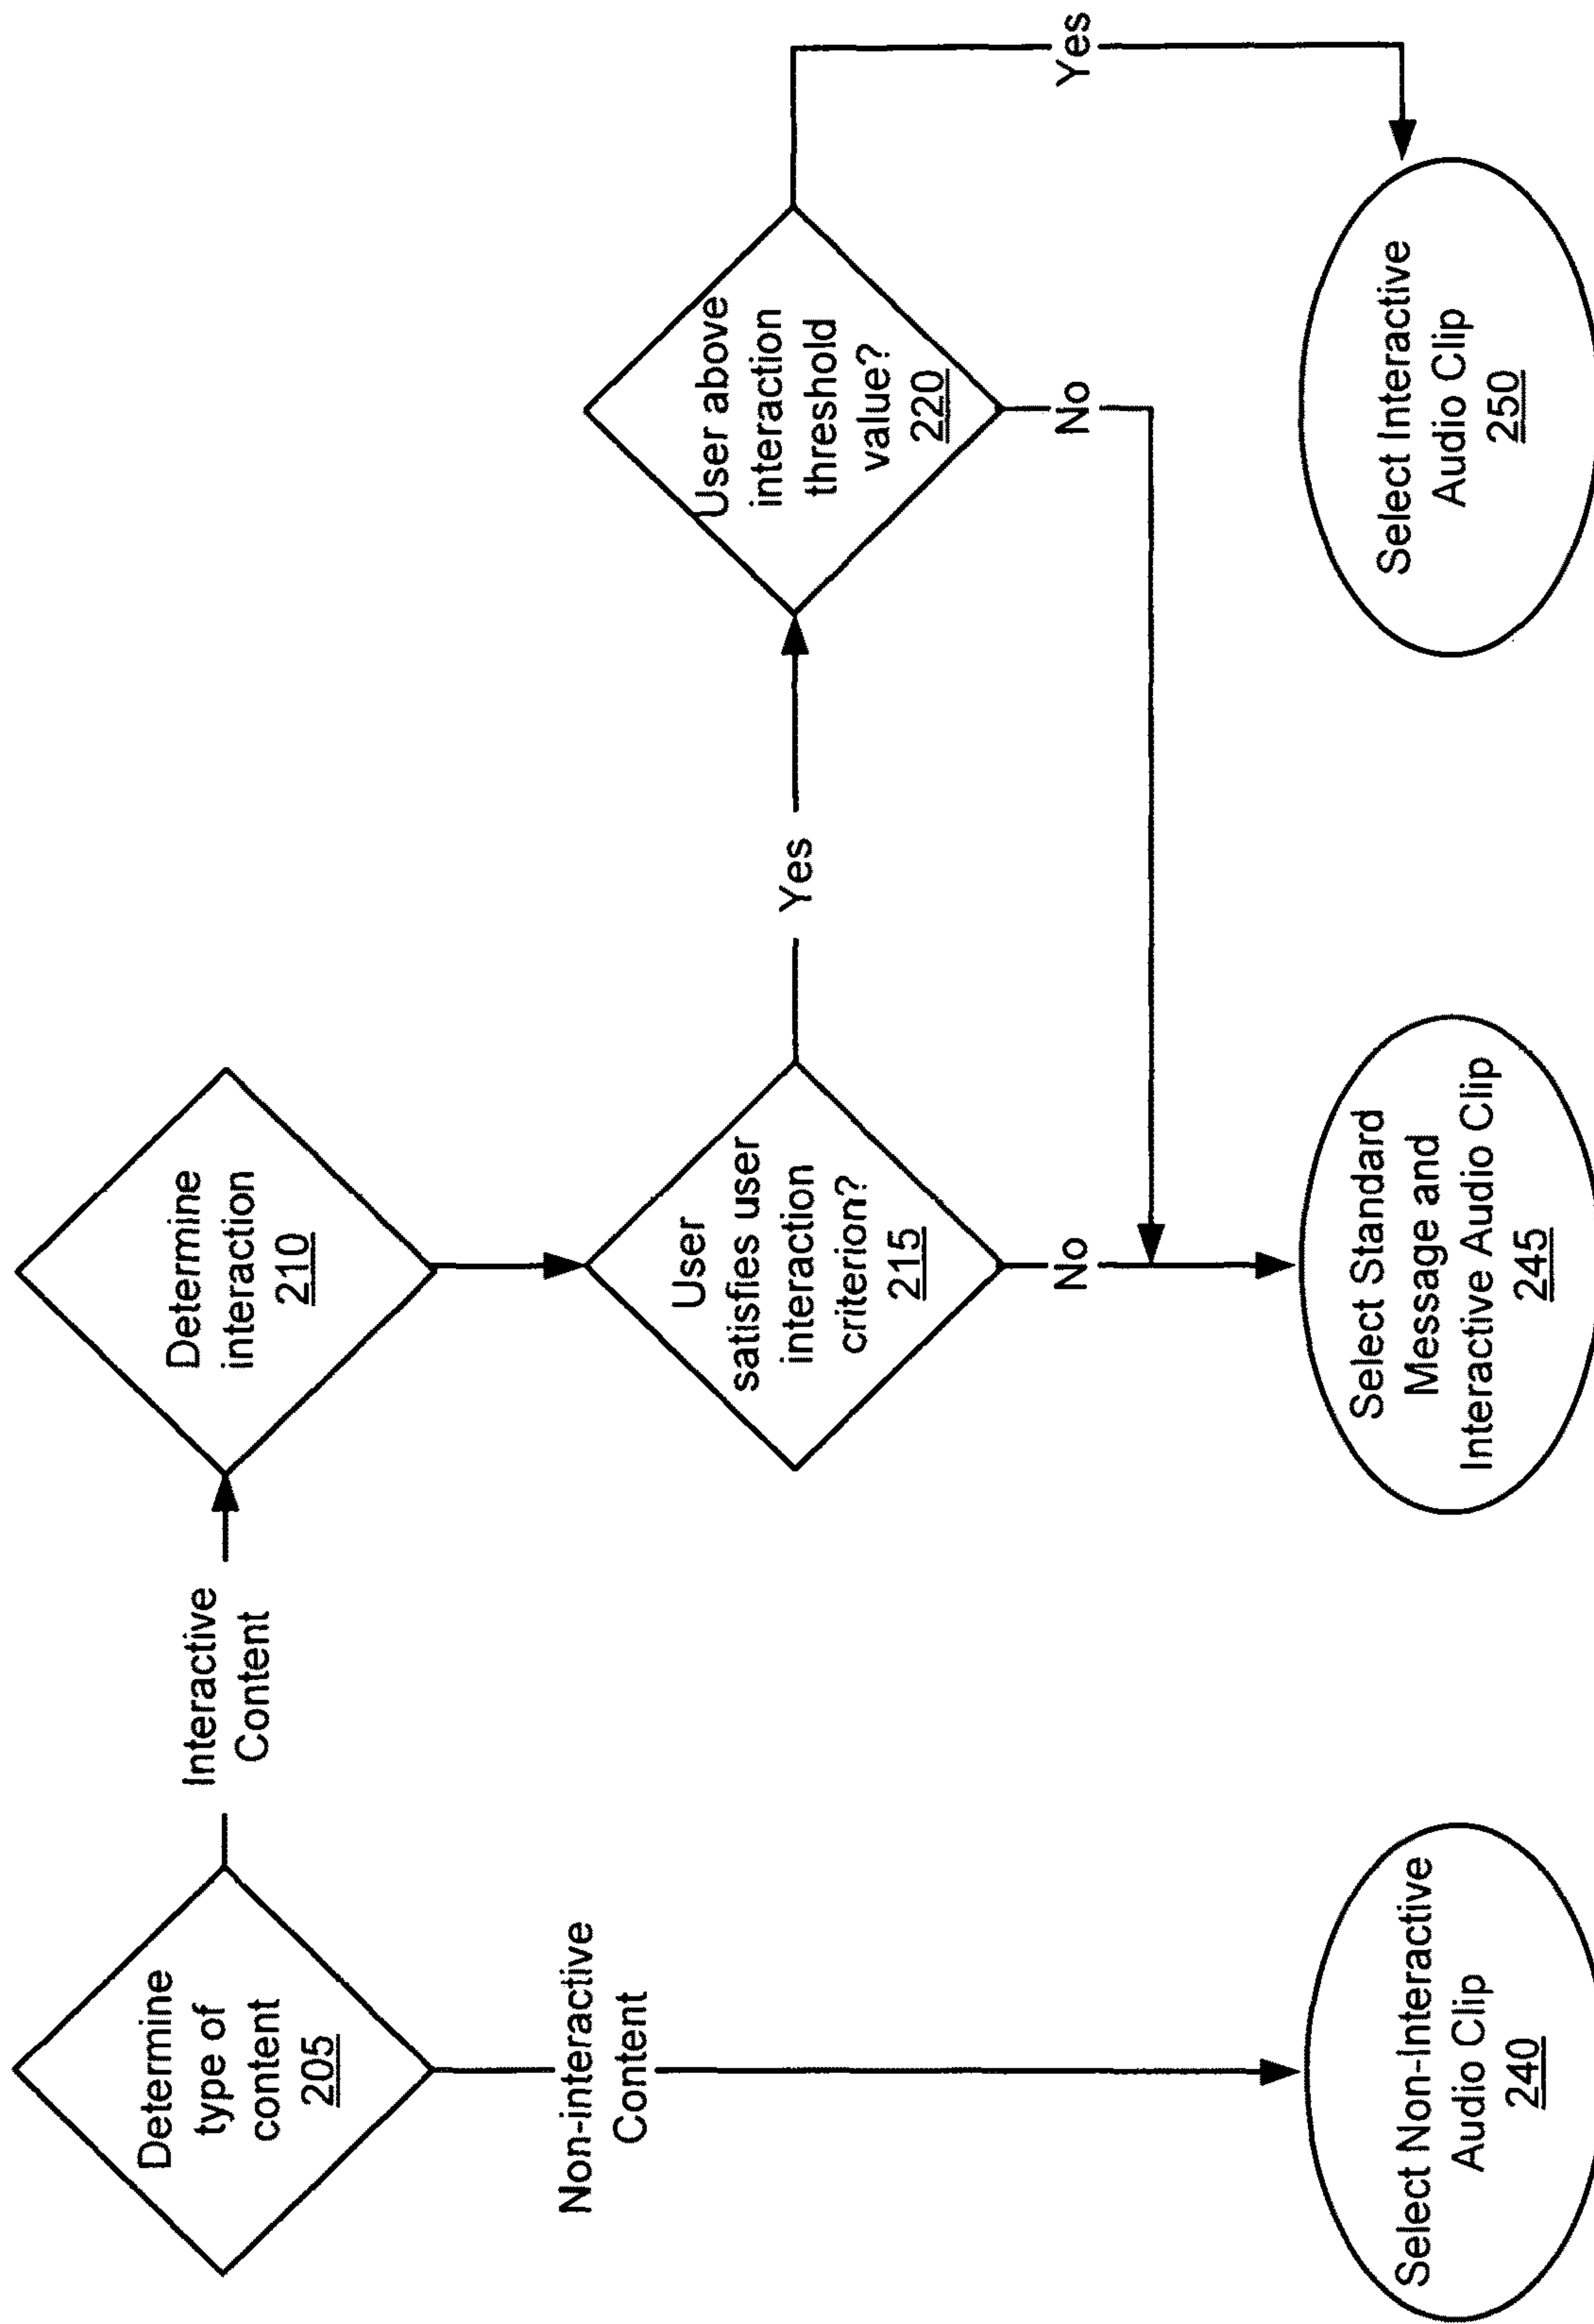 Determine
type of
content
205
Interactive
Content
Determine
interaction
210
Non-interactive
Content
User
satisfies user
interaction
criterion?
215
Yes
User above
interaction
threshold
value?
220
No
No
Yes
Select Non-Interactive
Audio Clip
240
Select Standard
Message and
Interactive Audio Clip
245
Select Interactive
Audio Clip
250